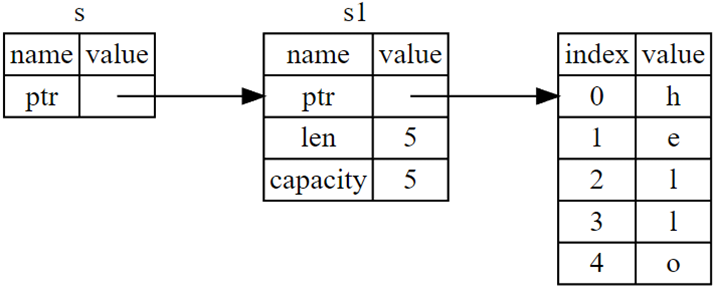 s
name value
ptr
s1
name value
ptr
len 5
capacity 5
index value
0 h
1 e
2 l
3 l
4 o